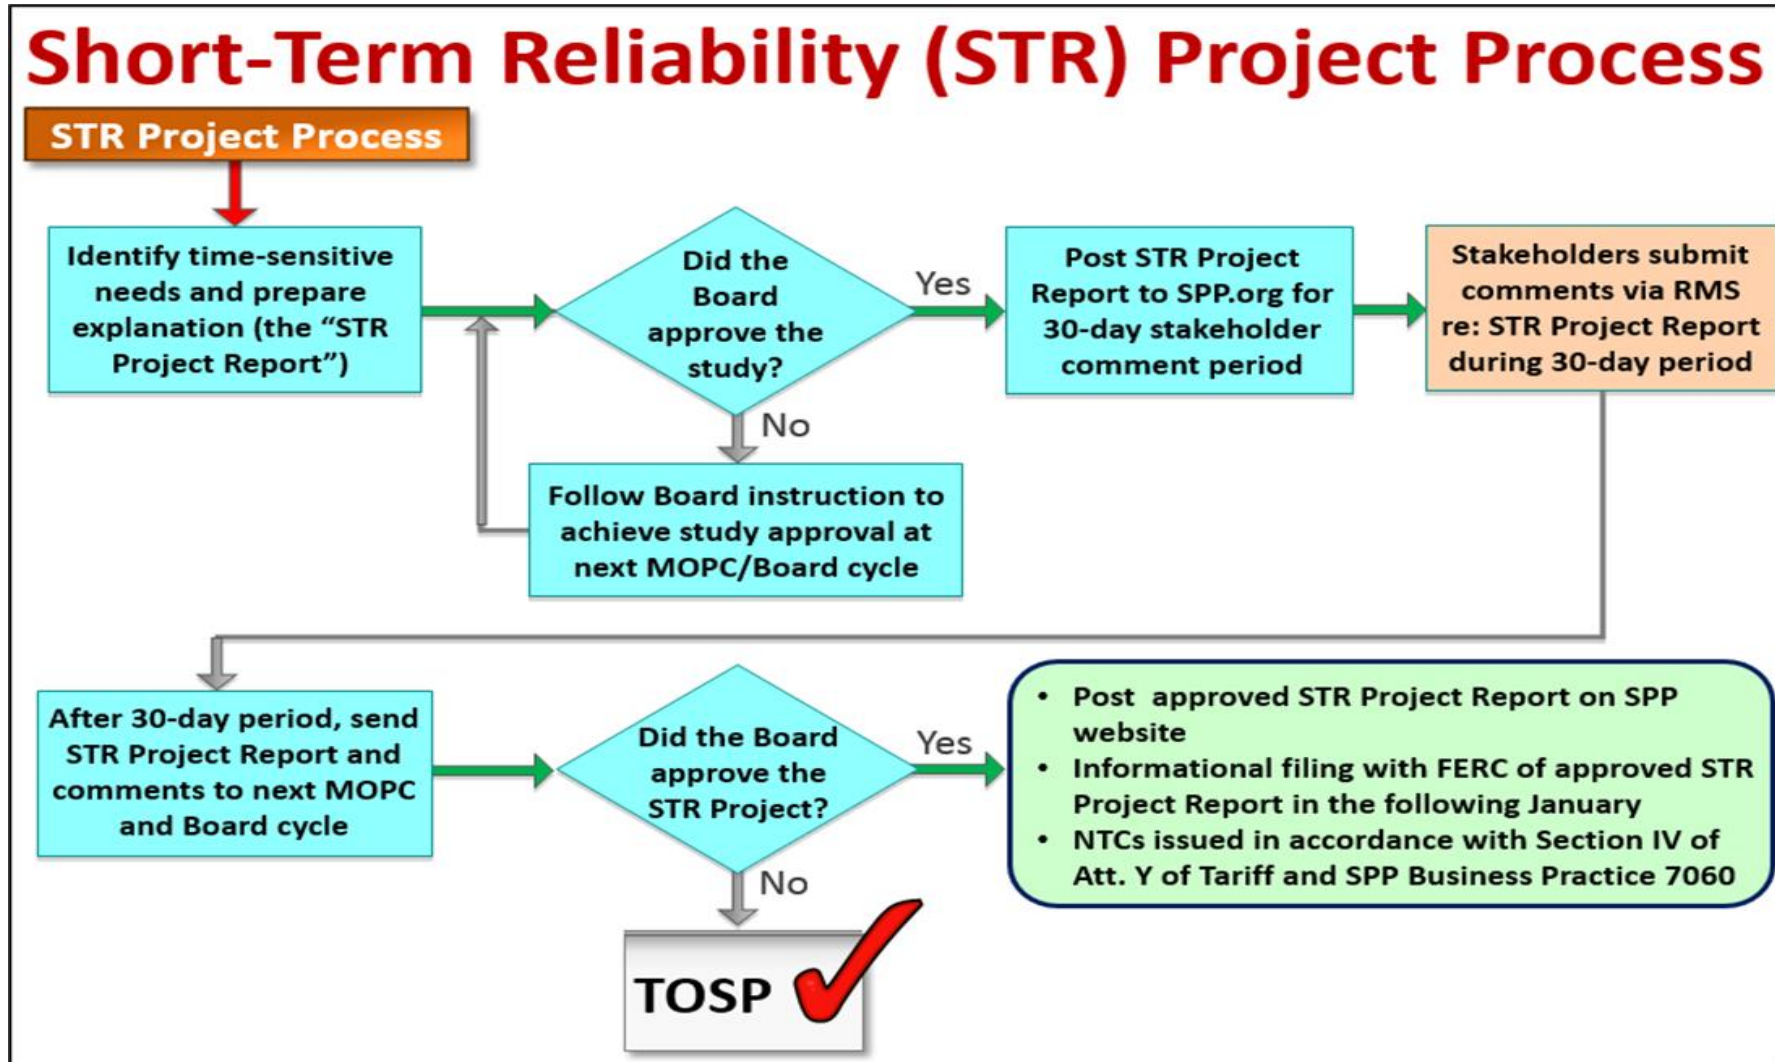 Short-Term Reliability (STR) Project Process
STR Project Process
Identify time-sensitive
needs and prepare
explanation (the “STR
Project Report”)
Did the
Board
approve the
study?
Yes
Post STR Project
Report to SPP.org for
30-day stakeholder
comment period
Stakeholders submit
comments via RMS
re: STR Project Report
during 30-day period
No
Follow Board instruction to
achieve study approval at
next MOPC/Board cycle
After 30-day period, send
STR Project Report and
comments to next MOPC
and Board cycle
Did the Board
approve the
STR Project?
Yes
• Post approved STR Project Report on SPP
website
• Informational filing with FERC of approved STR
Project Report in the following January
• NTCs issued in accordance with Section IV of
Att. Y of Tariff and SPP Business Practice 7060
No
TOSP